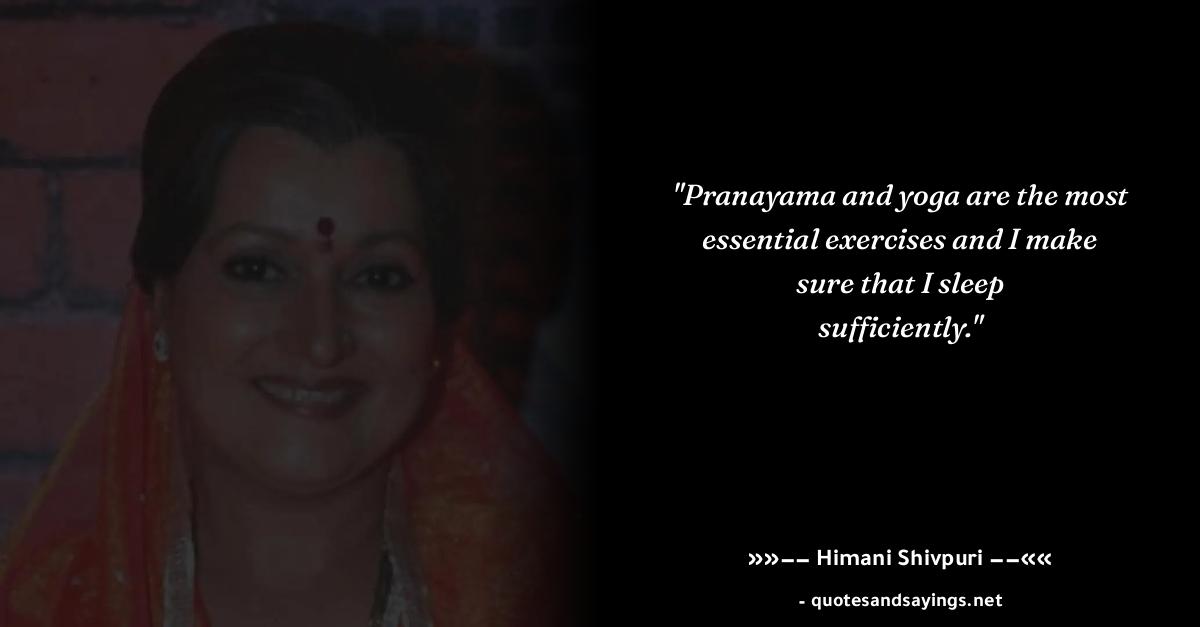 "Pranayama and yoga are the most
essential exercises and I make
sure that I sleep
sufficiently."
»»–– Himani Shivpuri ––««
- quotesandsayings.net